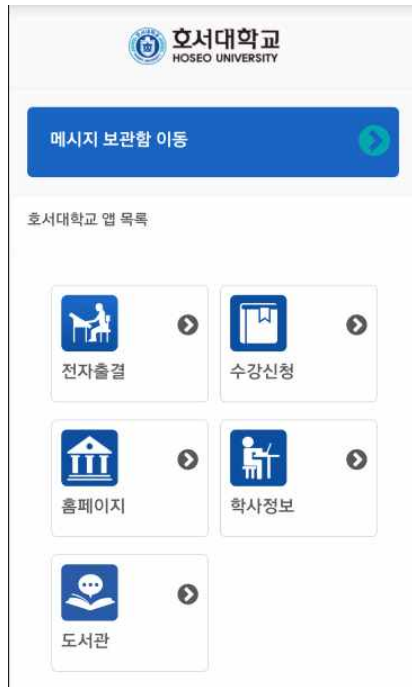 호서대학교
HOSEO UNIVERSITY
메시지 보관함 이동
호서대학교 앱 목록
전자출결
수강신청
홈페이지
학사정보
도서관